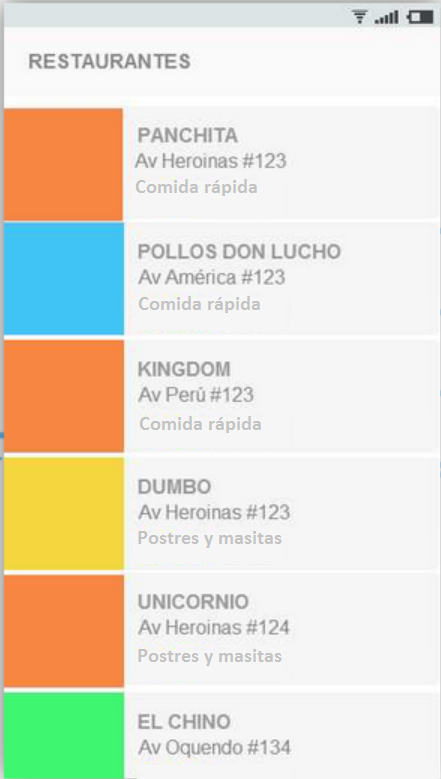 RESTAURANTES
PANCHITA
Av Heroinas #123
Comida rápida
POLLOS DON LUCHO
Av América #123
Comida rápida
KINGDOM
Av Perú #123
Comida rápida
DUMBO
Av Heroinas #123
Postres y masitas
UNICORNIO
Av Heroinas #124
Postres y masitas
EL CHINO
Av Oquendo #134